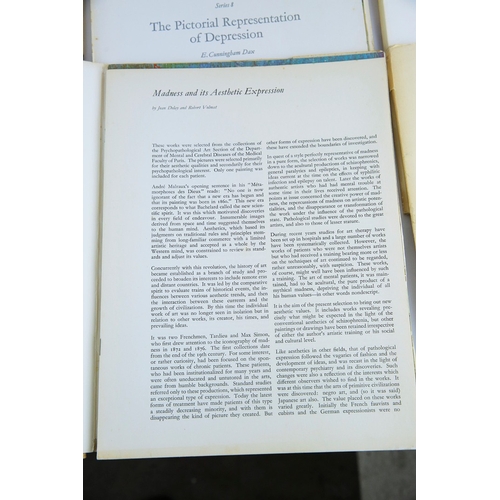 Series 8
The Pictorial Representation
of Depression
E. Cunningham Dax
Madness and its Aesthetic Expression
by Jean Delay and Robert Volmat
These works were selected from the collections of
the Psychopathological Art Section of the Depart-
ment of Mental and Cerebral Diseases of the Medical
Faculty of Paris. The pictures were selected primarily
for their aesthetic qualities and secondarily for their
psychopathological interest. Only one painting was
included for each patient.
André Malraux's opening sentence in his "Méta-
morphoses des Dieux" reads: "No one is now
ignorant of the fact that a new era has begun and
that its painting was born in 1860." This new era
corresponds to what Bachelard called the new scien-
tific spirit. It was this which motivated discoveries
in every field of endeavour. Innumerable images
derived from space and time suggested themselves
to the human mind. Aesthetics, which based its
judgments on traditional rules and principles stem-
ming from long-familiar commerce with a limited
artistic heritage and accepted as a whole by the
Western mind, was constrained to review its stand-
ards and adjust its values.
Concurrently with this revolution, the history of art
became established as a branch of study and pro-
ceeded to broaden its interests to include remote eras
and distant countries. It was led by the comparative
spirit to evaluate trains of historical events, the in-
fluences between various aesthetic trends, and then
the interaction between these currents and the
growth of civilisations. By this time the individual
work of art was no longer seen in isolation but in
relation to other works, its creator, his times, and
prevailing ideas.
It was two Frenchmen, Tardieu and Max Simon,
who first drew attention to the iconography of mad-
ness in 1872 and 1876. The first collections date
from the end of the 19th century. For some interest,
or rather curiosity, had been focused on the spon-
taneous works of chronic patients. These patients,
who had been institutionalized for many years and
were often uneducated and untutored in the arts,
came from humble backgrounds. Standard studies
referred only to these productions, which represented
an exceptional type of expression. Today the latest
forms of treatment have made patients of this type
a steadily decreasing minority, and with them is
disappearing the kind of picture they created. But
other forms of expression have been discovered, and
these have extended the boundaries of investigation.
In quest of a style perfectly representative of madness
in a pure form, the selection of works was narrowed
down to the acultural productions of schizophrenics,
general paralytics and epileptics, in keeping with
ideas current at the time on the effects of syphilitic
infection and epilepsy on talent. Later the works of
authentic artists who had had mental trouble at
some time in their lives received attention. The
points at issue concerned the creative power of mad-
ness, the repercussions of madness on artistic poten-
tialities, and the disappearance or transformation of
the work under the influence of the pathological
state. Pathological studies were devoted to the great
artists, and also to those of lesser stature.
During recent years studios for art therapy have
been set up in hospitals and a large number of works
have been systematically collected. However, the
works of patients who were not themselves artists
but who had received a training bearing more or less
on the techniques of art continued to be regarded,
rather unreasonably, with suspicion. These works,
of course, might well have been influenced by such
a training. The art of mental patients, it was main-
tained, had to be acultural, the pure product of a
mythical madness, depriving the individual of all
his human values—in other words nondescript.
It is the aim of the present selection to bring out new
aesthetic values. It includes works revealing pre-
cisely what might be expected in the light of the
conventional aesthetics of schizophrenia, but other
paintings or drawings have been retained irrespective
of either the author's artistic training or his social
and cultural level.
Like aesthetics in other fields, that of pathological
expression followed the vagaries of fashion and the
development of ideas, and was recast in the light of
contemporary psychiatry and its discoveries. Such
changes were also a reflection of the interests which
different observers wished to find in the works. It
was at this time that the arts of primitive civilizations
were discovered: negro art, and (so it was said)
Japanese art also. The value placed on these works
varied greatly. Initially the French fauvists and
cubists and the German expressionists were no